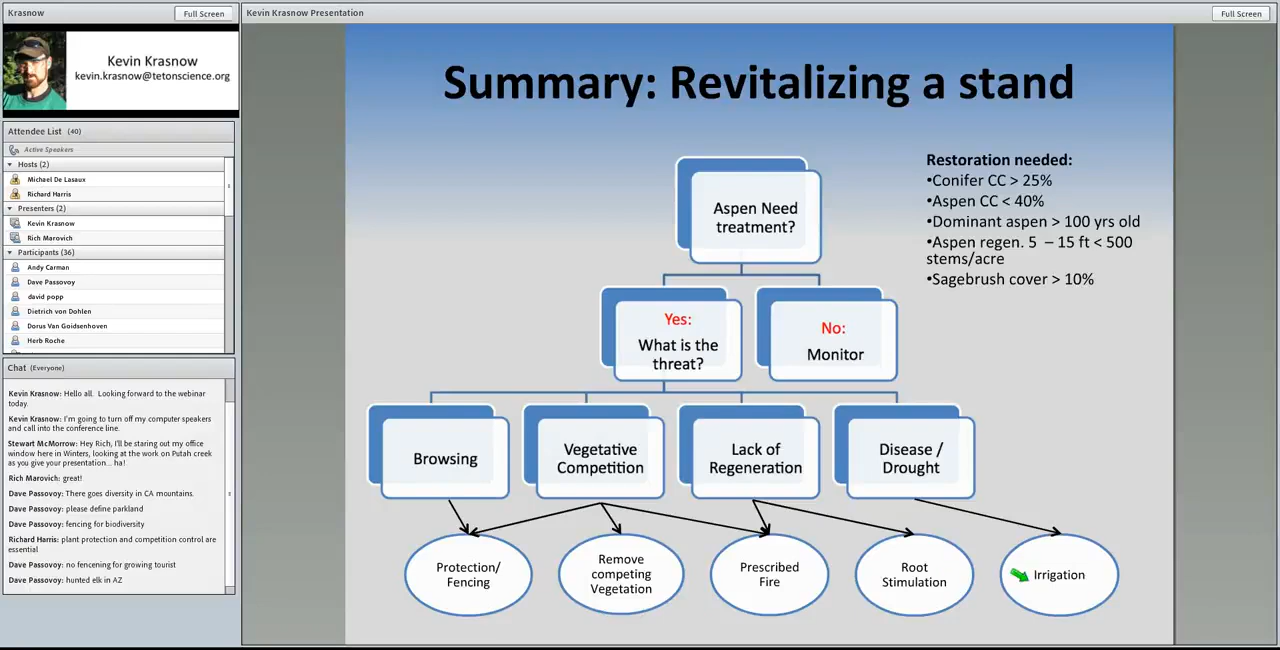 Krasnow
Full Screen
Kevin Krasnow
kevin.krasnow@tetonscience.org
Attendee List (40)
Active Speakers
Hosts (2)
Michael De Lasaux
Richard Harris
Presenters (2)
Kevin Krasnow
Rich Marovich
Participants (36)
Andy Carman
Dave Passovoy
david popp
Dietrich von Dohlen
Dorus Van Goidsenhoven
Herb Roche
Chat (Everyone)
Kevin Krasnow: Hello all. Looking forward to the webinar
today.
Kevin Krasnow: I'm going to turn off my computer speakers
and call into the conference line.
Stewart McMorrow: Hey Rich, I'll be staring out my office
window here in Winters, looking at the work on Putah creek
as you give your presentation... ha!
Rich Marovich: great!
Dave Passovoy: There goes diversity in CA mountains.
Dave Passovoy: please define parkland
Dave Passovoy: fencing for biodiversity
Richard Harris: plant protection and competition control are
essential
Dave Passovoy: no fencening for growing tourist
Dave Passovoy: hunted elk in AZ
Kevin Krasnow Presentation
Full Screen
Summary: Revitalizing a stand
Aspen Need
treatment?
Restoration needed:
•Conifer CC > 25%
•Aspen CC < 40%
•Dominant aspen > 100 yrs old
•Aspen regen. 5 – 15 ft < 500
stems/acre
•Sagebrush cover > 10%
Yes:
What is the
threat?
No:
Monitor
Browsing
Vegetative
Competition
Lack of
Regeneration
Disease /
Drought
Protection/
Fencing
Remove
competing
Vegetation
Prescribed
Fire
Root
Stimulation
Irrigation